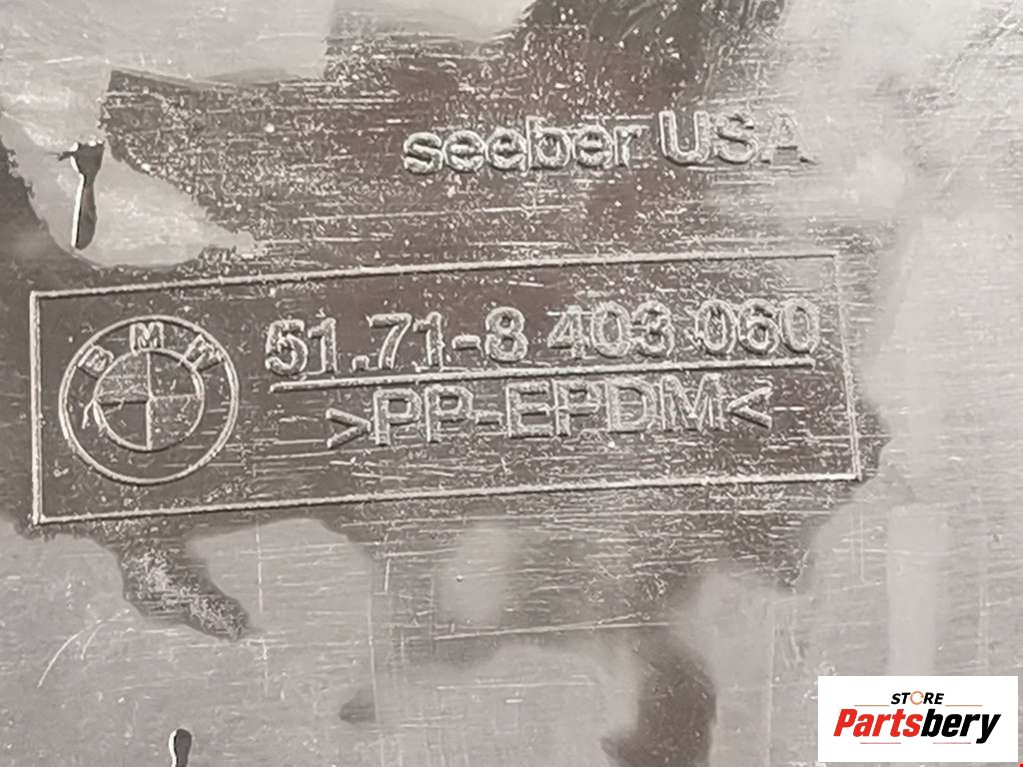 seeber USA
BMW
51.71-8 403 060
>PP-EPDM<
STORE
Partsbery